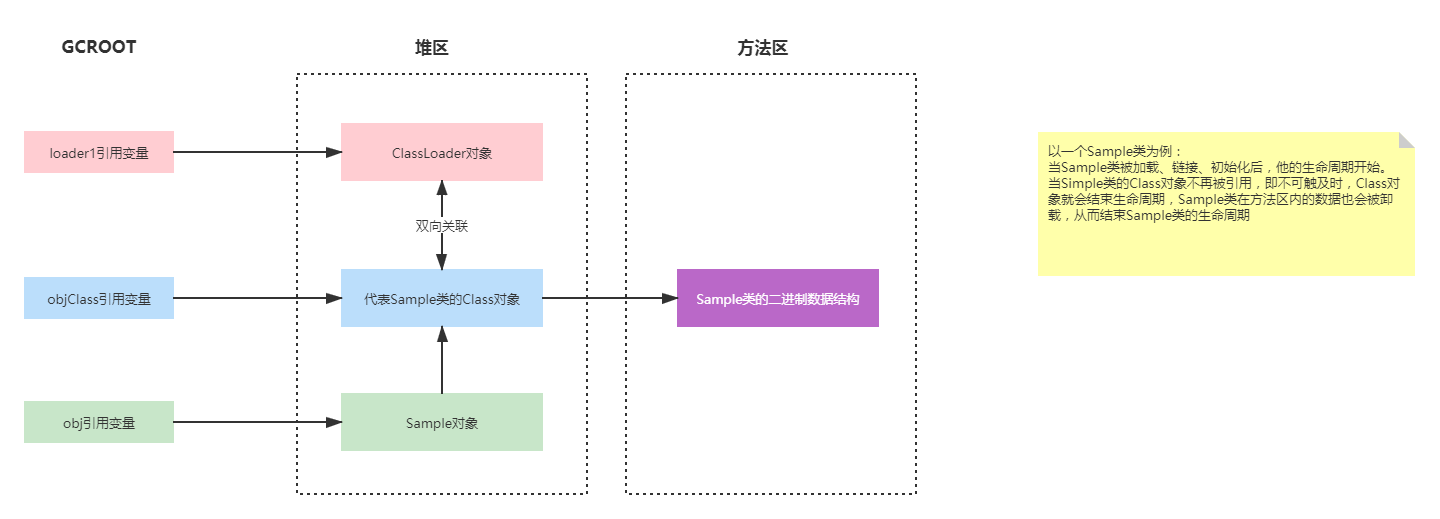 GCROOT
堆区
方法区
loader1引用变量
ClassLoader对象
双向关联
objClass引用变量
代表Sample类的Class对象
Sample类的二进制数据结构
obj引用变量
Sample对象
以一个Sample类为例：
当Sample类被加载、链接、初始化后，他的生命周期开始。
当Simple类的Class对象不再被引用，即不可触及时，Class对
象就会结束生命周期，Sample类在方法区内的数据也会被卸
载，从而结束Sample类的生命周期